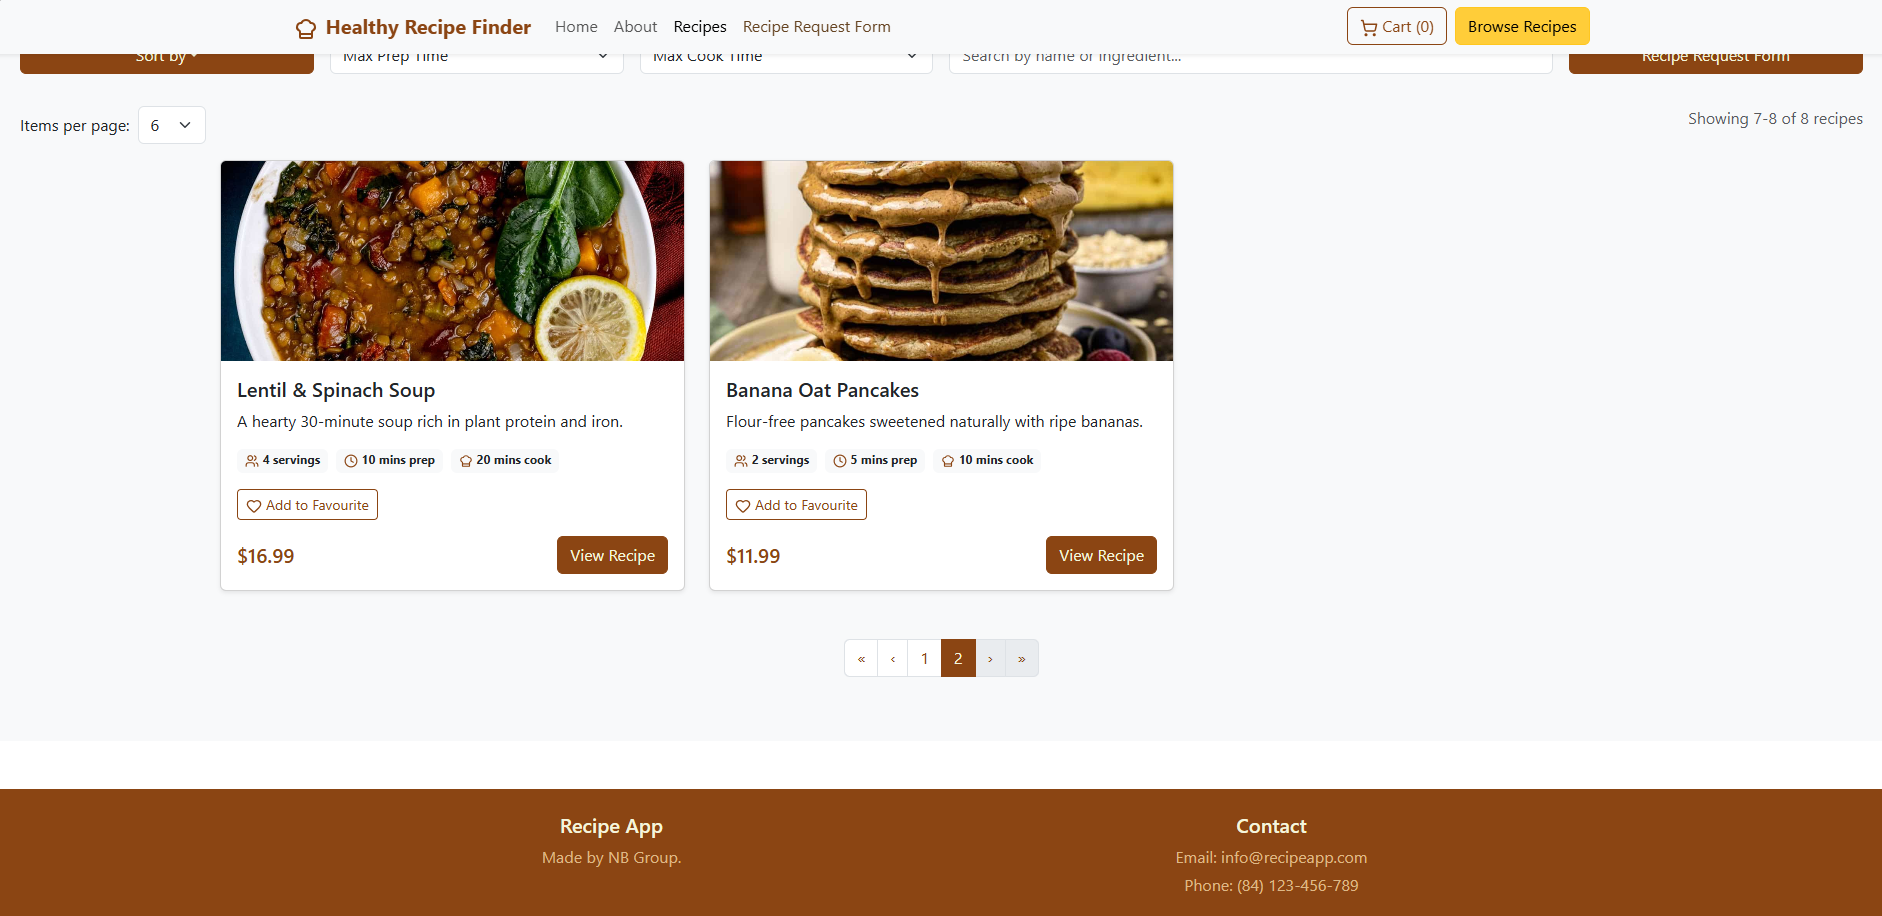 Healthy Recipe Finder Home About Recipes Recipe Request Form Cart (0) Browse Recipes
Sort by Max Prep Time Max Cook Time Search by name or ingredient... Recipe Request Form
Items per page: 6 Showing 7-8 of 8 recipes
Lentil & Spinach Soup
A hearty 30-minute soup rich in plant protein and iron.
4 servings 10 mins prep 20 mins cook
Add to Favourite
$16.99 View Recipe
Banana Oat Pancakes
Flour-free pancakes sweetened naturally with ripe bananas.
2 servings 5 mins prep 10 mins cook
Add to Favourite
$11.99 View Recipe
« ‹ 1 2 › »
Recipe App
Made by NB Group.
Contact
Email: info@recipeapp.com
Phone: (84) 123-456-789